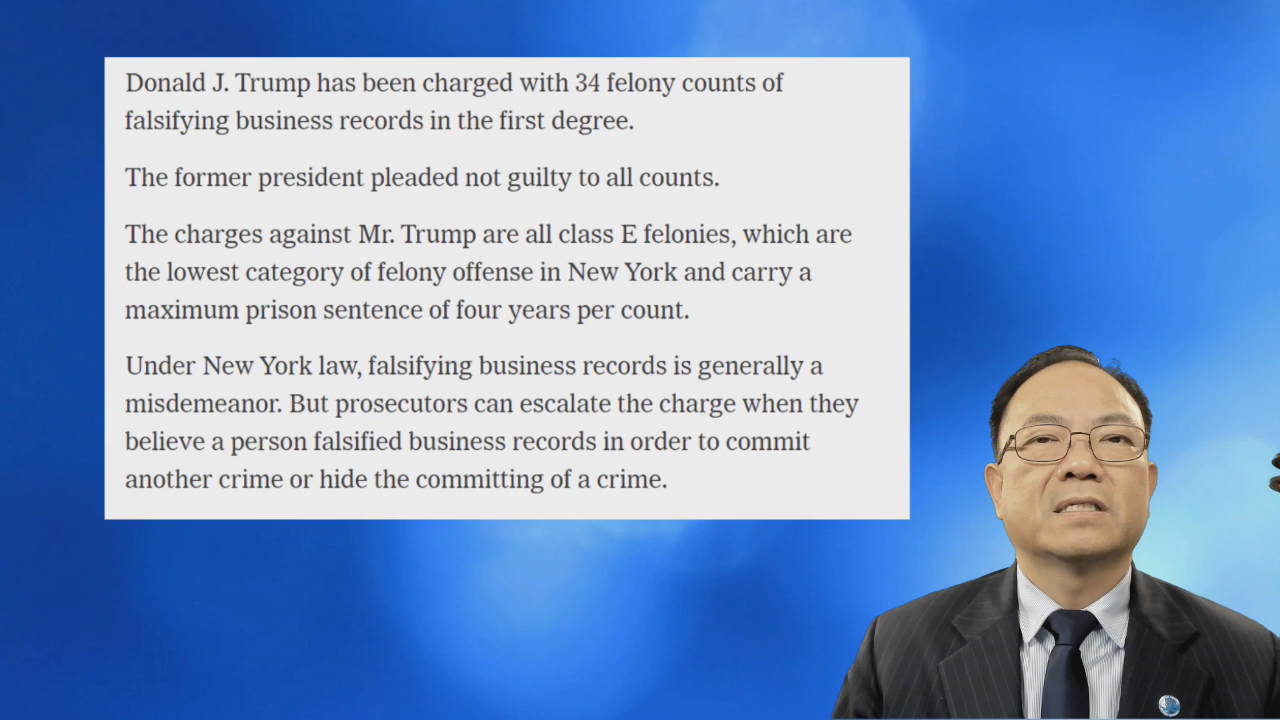 Donald J. Trump has been charged with 34 felony counts of
falsifying business records in the first degree.
The former president pleaded not guilty to all counts.
The charges against Mr. Trump are all class E felonies, which are
the lowest category of felony offense in New York and carry a
maximum prison sentence of four years per count.
Under New York law, falsifying business records is generally a
misdemeanor. But prosecutors can escalate the charge when they
believe a person falsified business records in order to commit
another crime or hide the committing of a crime.